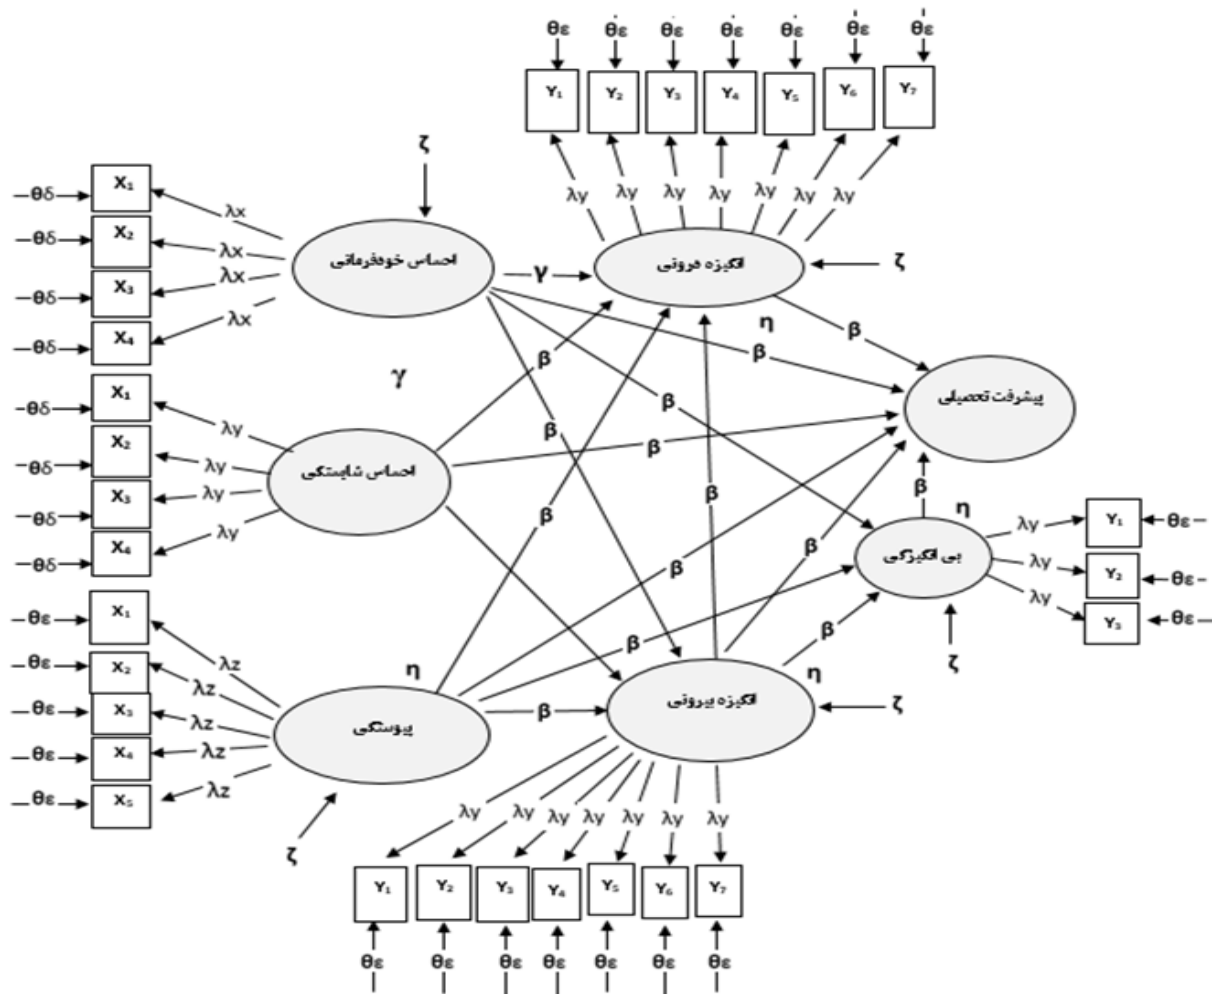 θε θε θε θε θε θε θε
Y₁ Y₂ Y₃ Y₄ Y₅ Y₆ Y₇
λy λy λy λy λy λy λy
ζ
θδ X₁ λx
θδ X₂ λx
θδ X₃ λx
θδ X₄ λx
احساس خودفرمانی
γ
انگیزه درونی
ζ
η
β
β
β
γ
β
β
β
پیشرفت تحصیلی
θδ X₁ λy
θδ X₂ λy
θδ X₃ λy
θδ X₄ λy
احساس شایستگی
β
β
β
η
بی انگیزگی
λy Y₁ θε
λy Y₂ θε
λy Y₃ θε
ζ
β
β
β
β
θε X₁ λz
θε X₂ λz
θε X₃ λz
θε X₄ λz
θε X₅ λz
η
پیوستگی
β
انگیزه بیرونی
η
ζ
ζ
λy λy λy λy λy λy λy
Y₁ Y₂ Y₃ Y₄ Y₅ Y₆ Y₇
θε θε θε θε θε θε θε